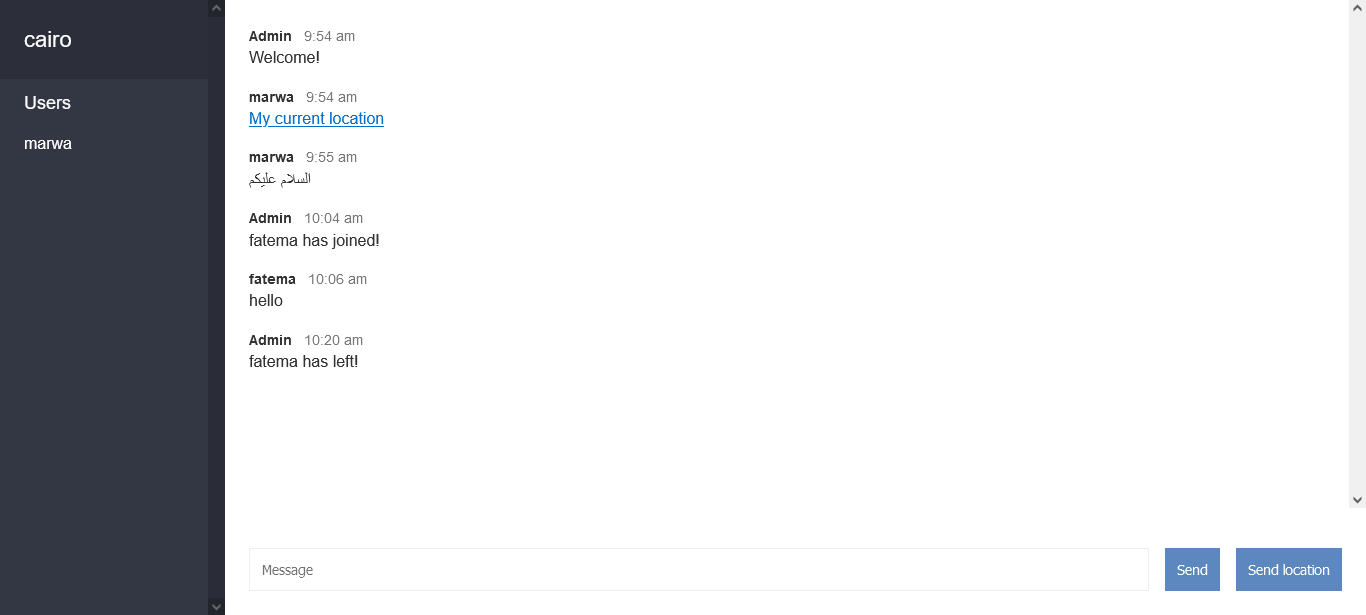 cairo
Users
marwa
Admin 9:54 am
Welcome!
marwa 9:54 am
My current location
marwa 9:55 am
السلام عليكم
Admin 10:04 am
fatema has joined!
fatema 10:06 am
hello
Admin 10:20 am
fatema has left!
Message Send Send location